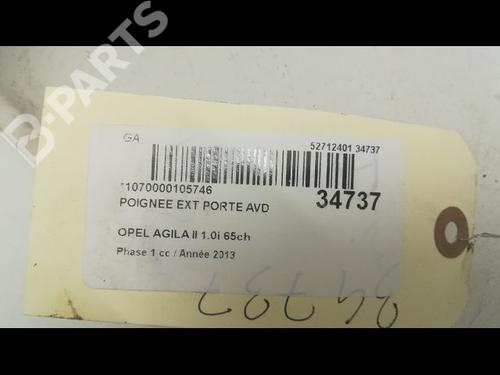 B-PARTS
GA
52712401 34737
*1070000105746
POIGNEE EXT PORTE AVD
34737
OPEL AGILA II 1.0i 65ch
Phase 1 cc / Année 2013
34737